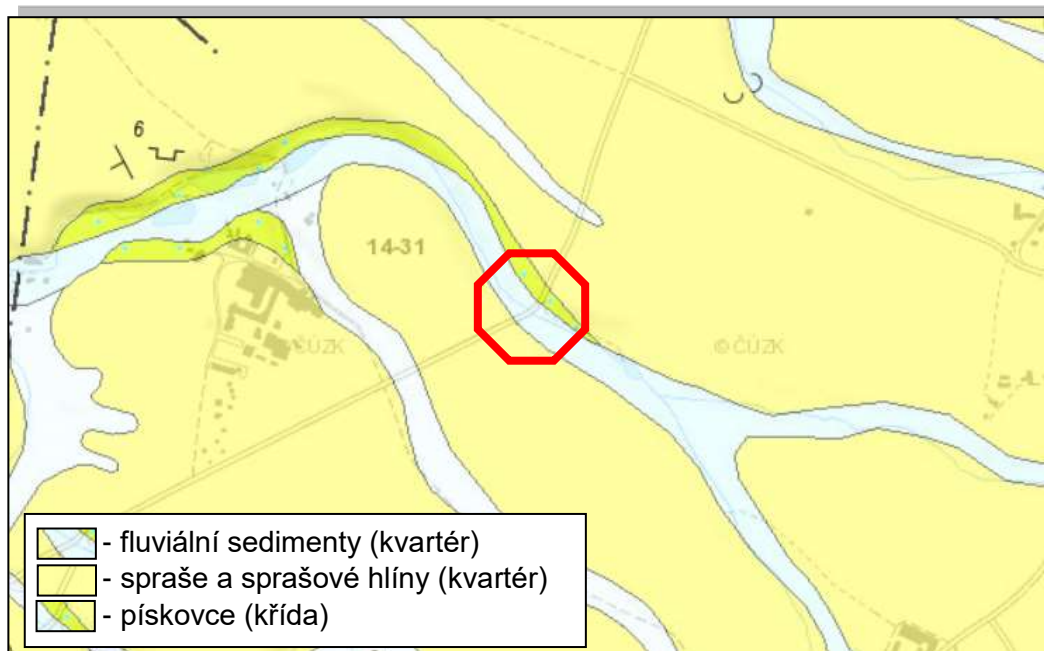 6
14-31
© ČÚZK
© ČÚZK
- fluviální sedimenty (kvartér)
- spraše a sprašové hlíny (kvartér)
- pískovce (křída)